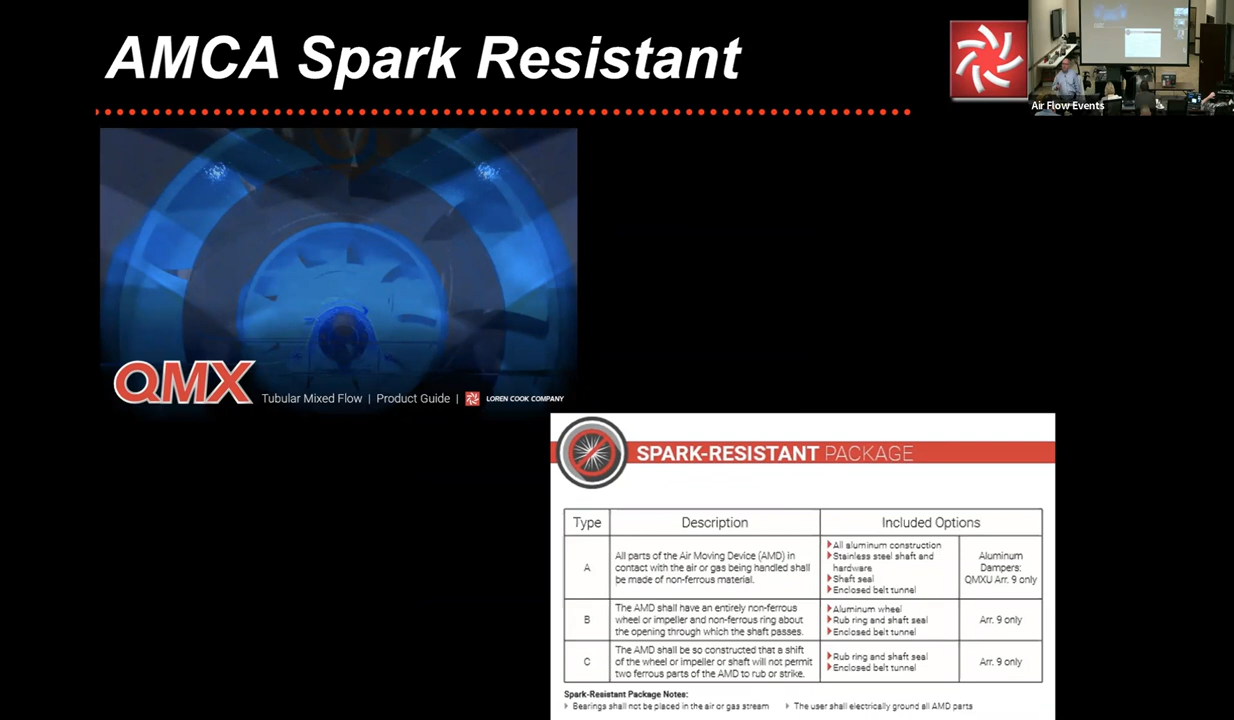 AMCA Spark Resistant
Air Flow Events
QMX Tubular Mixed Flow | Product Guide | LOREN COOK COMPANY
SPARK-RESISTANT PACKAGE
Type Description Included Options
A
All parts of the Air Moving Device (AMD) in
contact with the air or gas being handled shall
be made of non-ferrous material.
All aluminum construction
Stainless steel shaft and
hardware
Shaft seal
Enclosed belt tunnel
Aluminum
Dampers:
QMXU Arr. 9 only
B
The AMD shall have an entirely non-ferrous
wheel or impeller and non-ferrous ring about
the opening through which the shaft passes.
Aluminum wheel
Rub ring and shaft seal
Enclosed belt tunnel
Arr. 9 only
C
The AMD shall be so constructed that a shift
of the wheel or impeller or shaft will not permit
two ferrous parts of the AMD to rub or strike.
Rub ring and shaft seal
Enclosed belt tunnel
Arr. 9 only
Spark-Resistant Package Notes:
Bearings shall not be placed in the air or gas stream
The user shall electrically ground all AMD parts